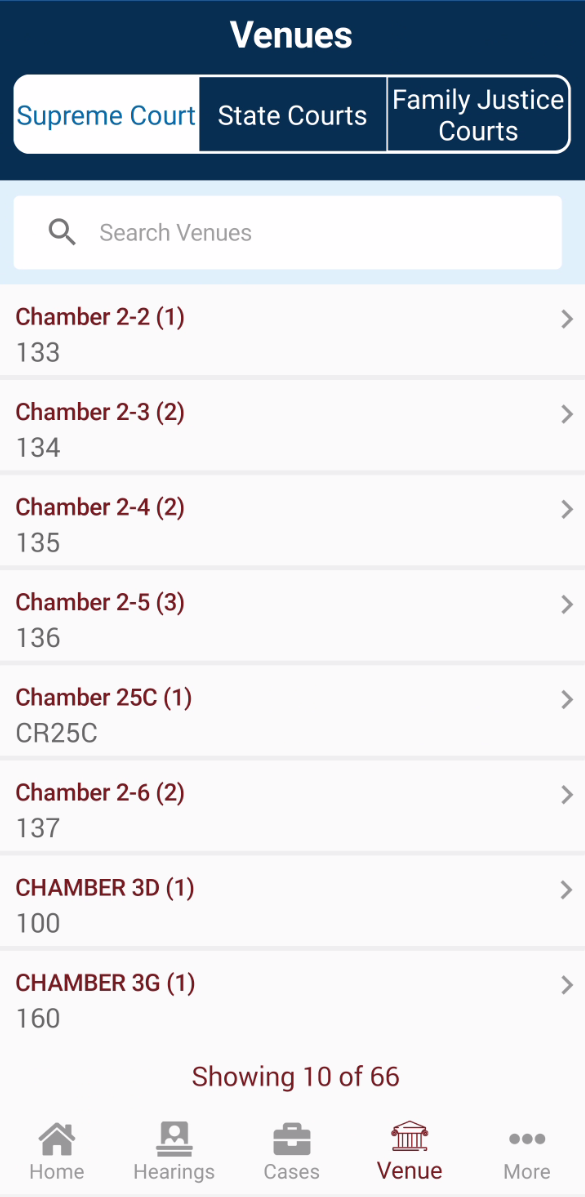 Venues
Supreme Court
State Courts
Family Justice
Courts
Search Venues
Chamber 2-2 (1)
133
Chamber 2-3 (2)
134
Chamber 2-4 (2)
135
Chamber 2-5 (3)
136
Chamber 25C (1)
CR25C
Chamber 2-6 (2)
137
CHAMBER 3D (1)
100
CHAMBER 3G (1)
160
Showing 10 of 66
Home
Hearings
Cases
Venue
More